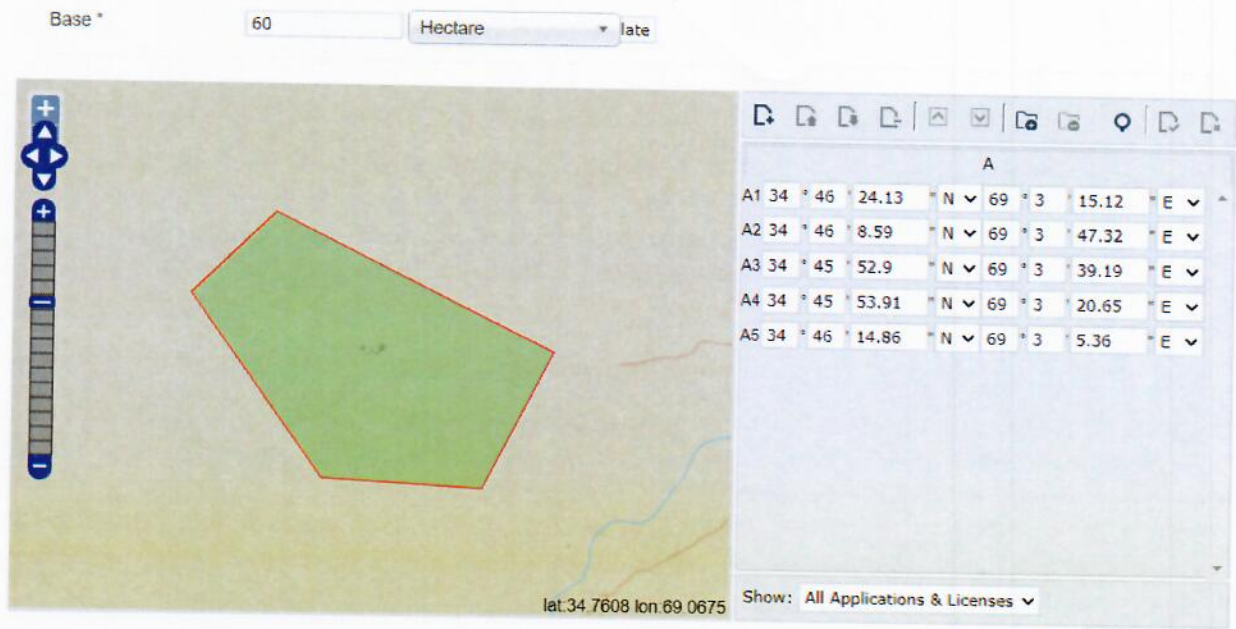 Base * 60 Hectare late
A
A1 34 ° 46 ' 24.13 " N 69 ° 3 ' 15.12 " E
A2 34 ° 46 ' 8.59 " N 69 ° 3 ' 47.32 " E
A3 34 ° 45 ' 52.9 " N 69 ° 3 ' 39.19 " E
A4 34 ° 45 ' 53.91 " N 69 ° 3 ' 20.65 " E
A5 34 ° 46 ' 14.86 " N 69 ° 3 ' 5.36 " E
lat:34.7608 lon:69.0675
Show: All Applications & Licenses